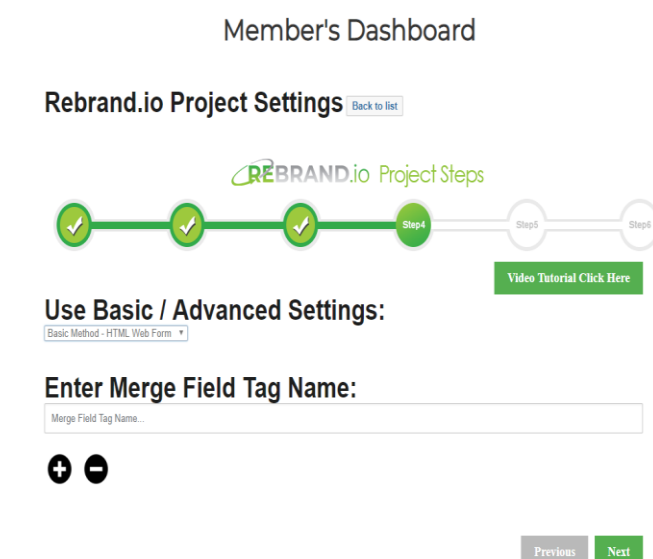 Member's Dashboard
Rebrand.io Project Settings Back to list
REBRAND.io Project Steps
Step4 Step5 Step6
Video Tutorial Click Here
Use Basic / Advanced Settings:
Basic Method - HTML Web Form
Enter Merge Field Tag Name:
Merge Field Tag Name...
Previous Next